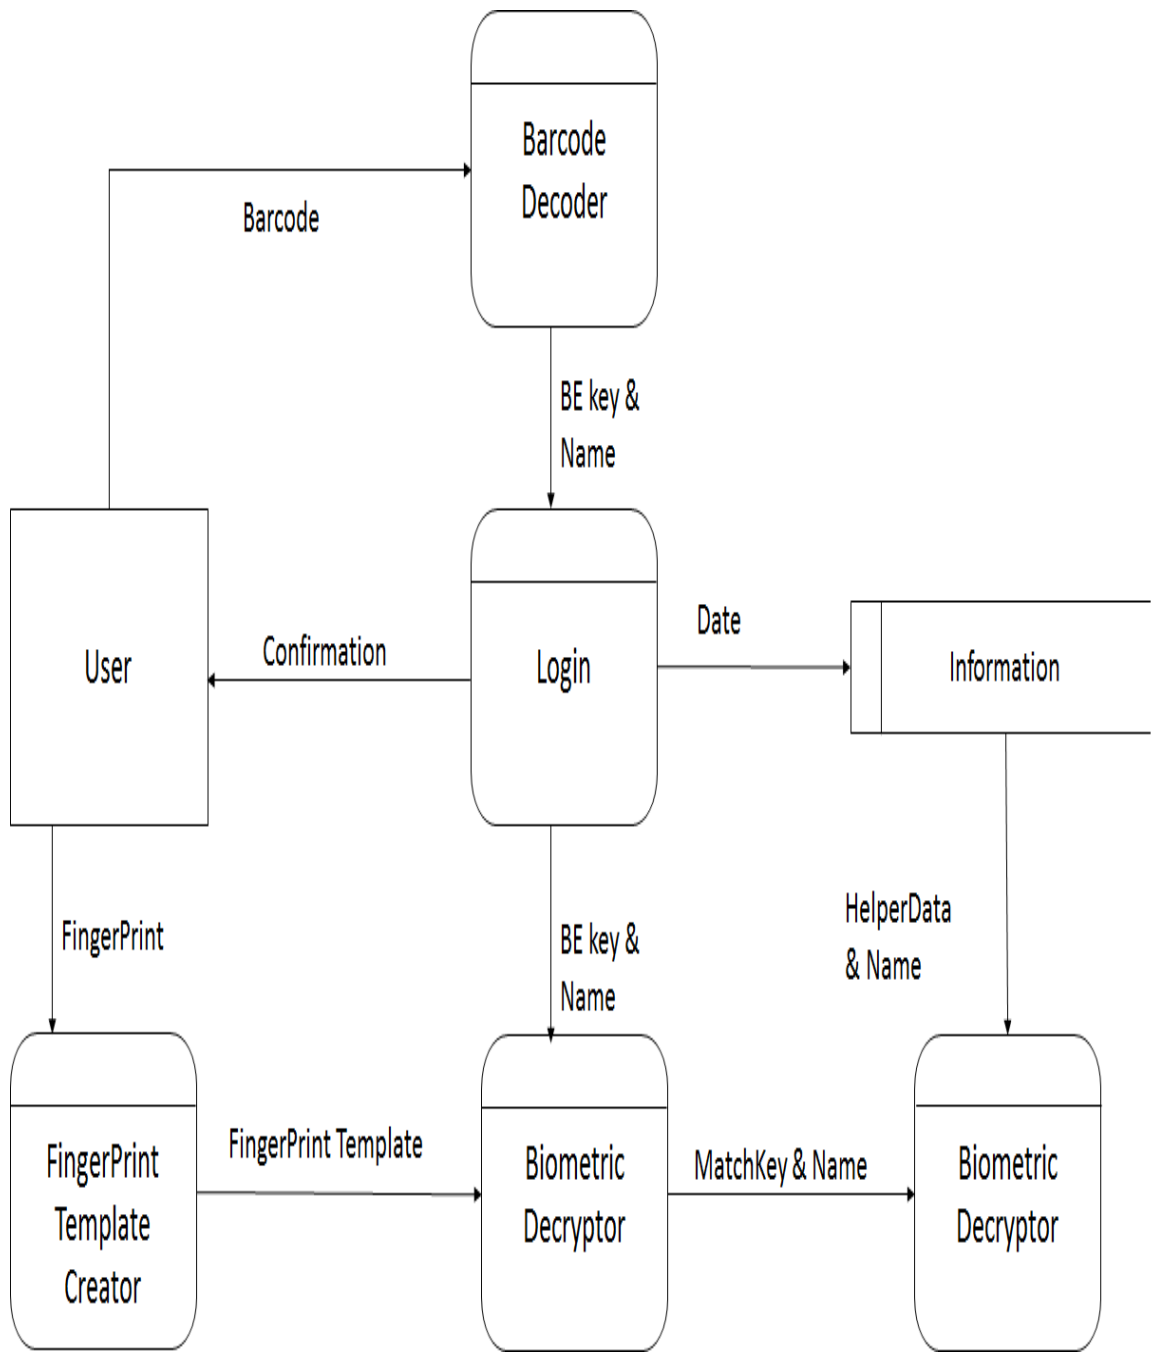 Barcode
Decoder
Barcode
BE key &
Name
User
Confirmation
Login
Date
Information
FingerPrint
BE key &
Name
HelperData
& Name
FingerPrint
Template
Creator
FingerPrint Template
Biometric
Decryptor
MatchKey & Name
Biometric
Decryptor